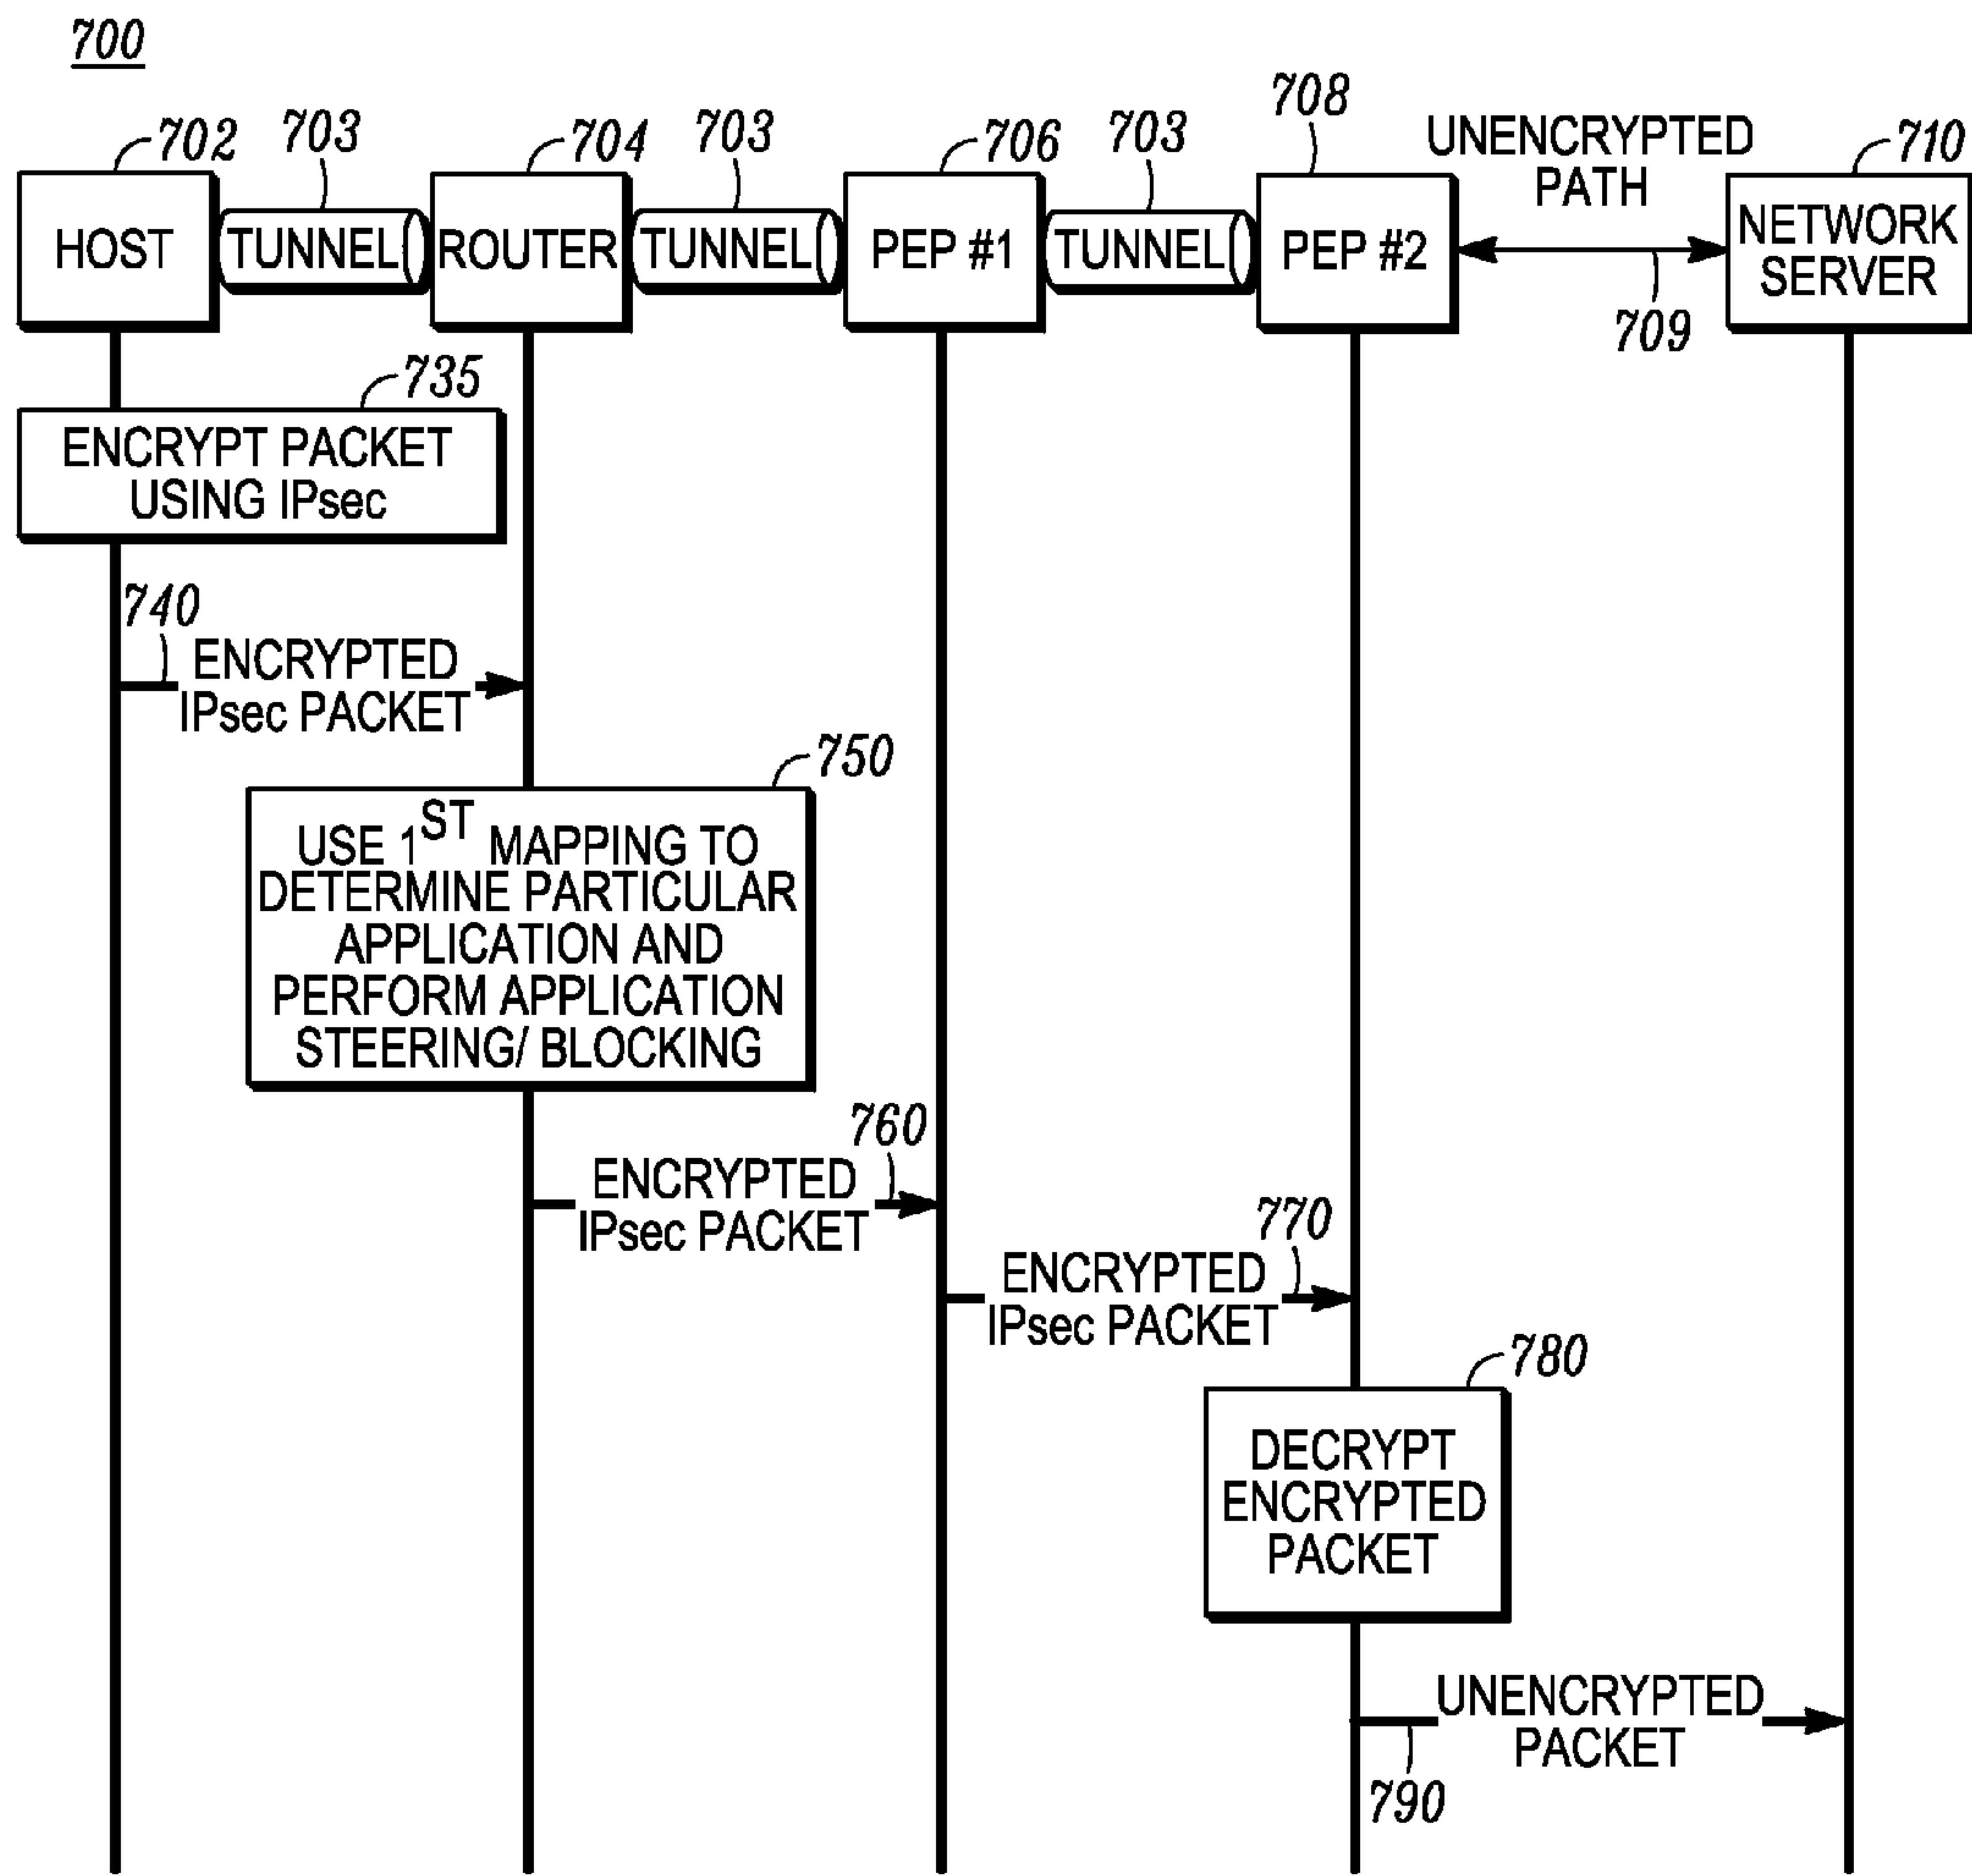 700
702
703
704
703
706
703
708
UNENCRYPTED
PATH
710
HOST
TUNNEL
ROUTER
TUNNEL
PEP #1
TUNNEL
PEP #2
NETWORK
SERVER
709
735
ENCRYPT PACKET
USING IPsec
740
ENCRYPTED
IPsec PACKET
750
USE 1ST MAPPING TO
DETERMINE PARTICULAR
APPLICATION AND
PERFORM APPLICATION
STEERING/ BLOCKING
760
ENCRYPTED
IPsec PACKET
770
ENCRYPTED
IPsec PACKET
780
DECRYPT
ENCRYPTED
PACKET
UNENCRYPTED
PACKET
790